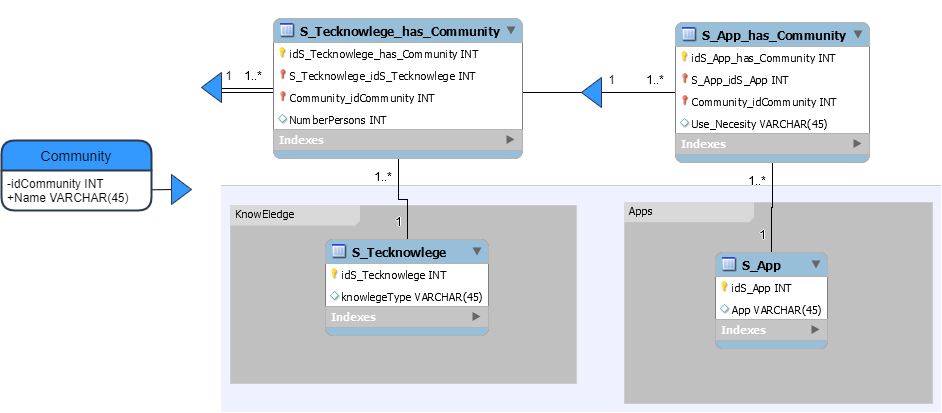 S_Tecknowlege_has_Community
idS_Tecknowlege_has_Community INT
S_Tecknowlege_idS_Tecknowlege INT
Community_idCommunity INT
NumberPersons INT
Indexes
S_App_has_Community
idS_App_has_Community INT
S_App_idS_App INT
Community_idCommunity INT
Use_Necesity VARCHAR(45)
Indexes
1
1..*
1
1..*
Community
-idCommunity INT
+Name VARCHAR(45)
1..*
1
1..*
1
KnowEledge
S_Tecknowlege
idS_Tecknowlege INT
knowlegeType VARCHAR(45)
Indexes
Apps
S_App
idS_App INT
App VARCHAR(45)
Indexes